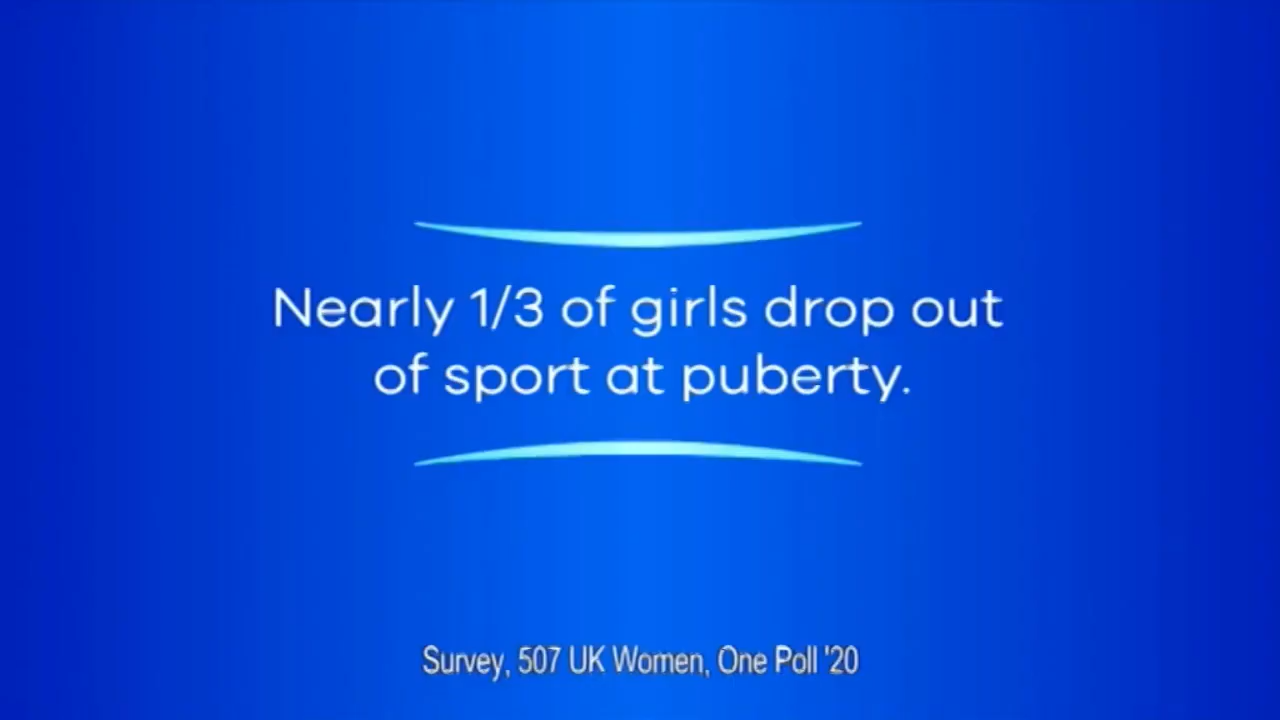 Nearly 1/3 of girls drop out
of sport at puberty.
Survey, 507 UK Women, One Poll '20